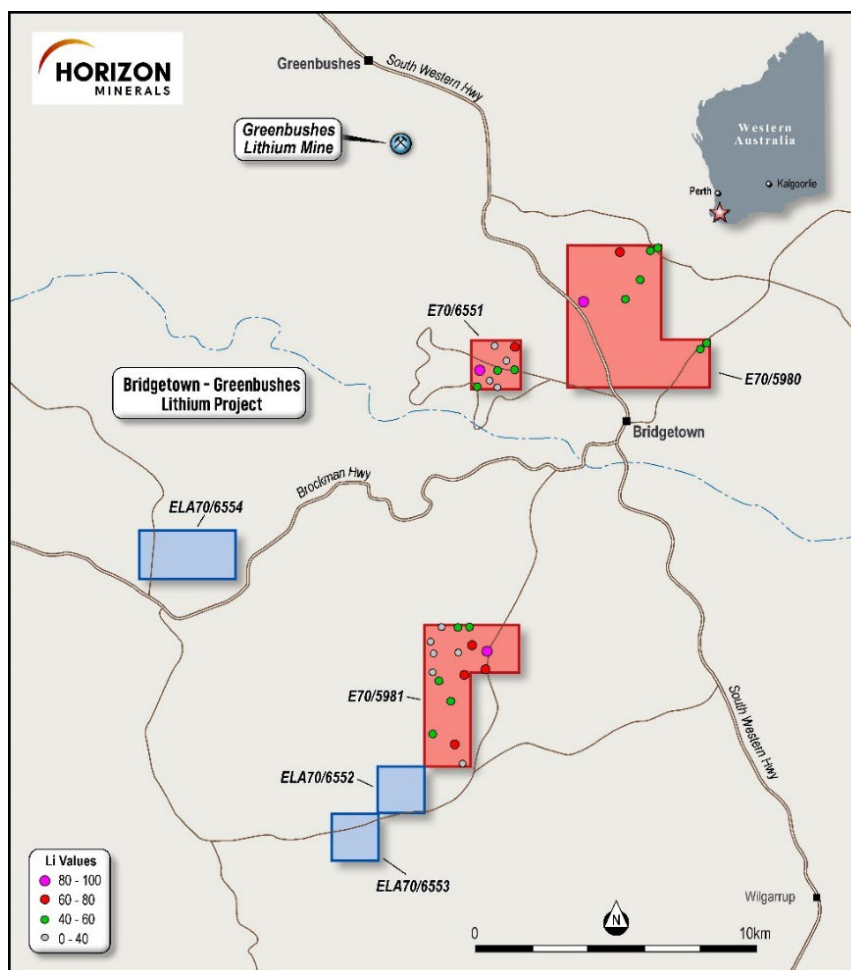 HORIZON
MINERALS
Greenbushes
South Western Hwy
Greenbushes
Lithium Mine
Western
Australia
Perth
Kalgoorlie
E70/6551
E70/5980
Bridgetown - Greenbushes
Lithium Project
Bridgetown
Brockman Hwy
ELA70/6554
E70/5981
South Western Hwy
ELA70/6552
ELA70/6553
Wilgarrup
Li Values
80 - 100
60 - 80
40 - 60
0 - 40
N
0
10km